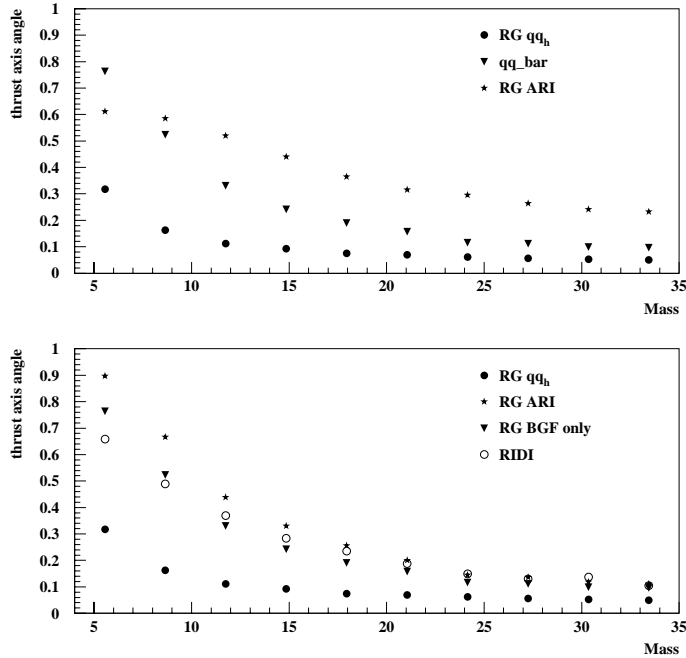 thrust axis angle
1
0.9
0.8
0.7
0.6
0.5
0.4
0.3
0.2
0.1
0
RG qqh
qq_bar
RG ARI
5 10 15 20 25 30 35
Mass
thrust axis angle
1
0.9
0.8
0.7
0.6
0.5
0.4
0.3
0.2
0.1
0
RG qqh
RG ARI
RG BGF only
RIDI
5 10 15 20 25 30 35
Mass